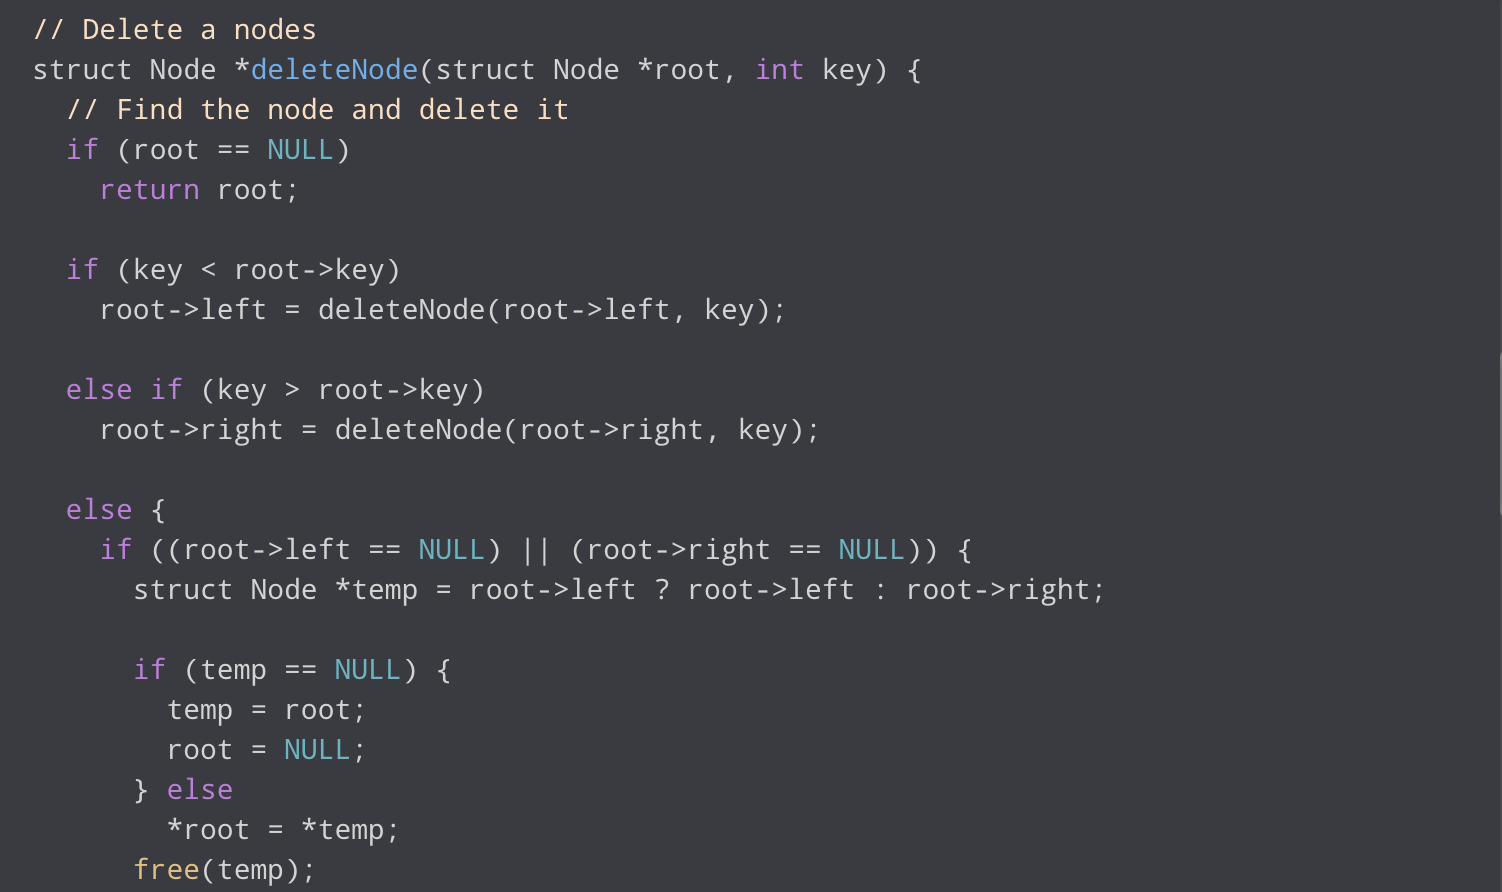 // Delete a nodes
struct Node *deleteNode(struct Node *root, int key) {
  // Find the node and delete it
  if (root == NULL)
    return root;

  if (key < root->key)
    root->left = deleteNode(root->left, key);

  else if (key > root->key)
    root->right = deleteNode(root->right, key);

  else {
    if ((root->left == NULL) || (root->right == NULL)) {
      struct Node *temp = root->left ? root->left : root->right;

      if (temp == NULL) {
        temp = root;
        root = NULL;
      } else
        *root = *temp;
      free(temp);